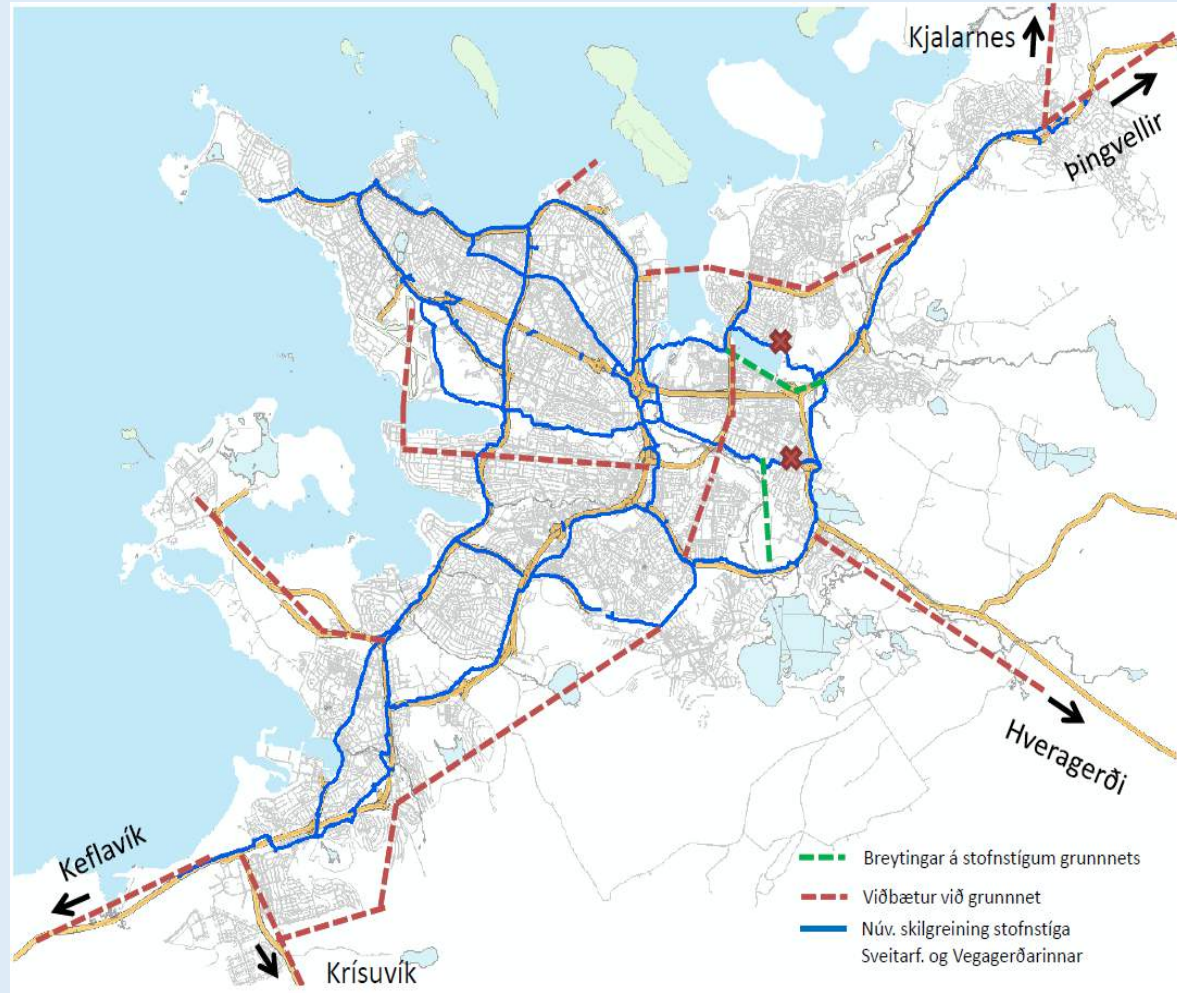 Kjalarnes
Þingvellir
Hveragerði
Keflavík
Krísuvík
Breytingar á stofnstígum grunnnets
Viðbætur við grunnnet
Núv. skilgreining stofnstíga
Sveitarf. og Vegagerðarinnar